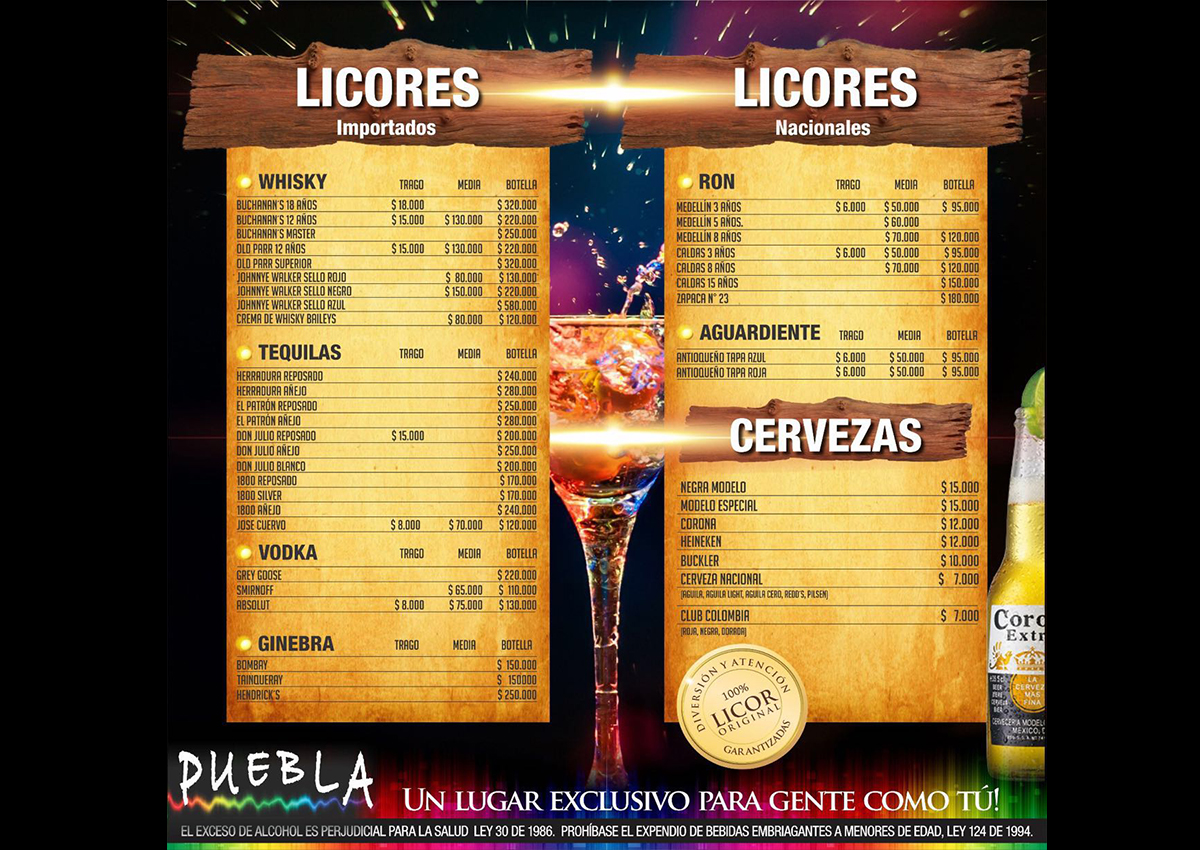 LICORES
Importados
WHISKY TRAGO MEDIA BOTELLA
BUCHANAN'S 18 AÑOS $ 18.000 $ 320.000
BUCHANAN'S 12 AÑOS $ 15.000 $ 130.000 $ 220.000
BUCHANAN'S MASTER $ 250.000
OLD PARR 12 AÑOS $ 15.000 $ 130.000 $ 220.000
OLD PARR SUPERIOR $ 320.000
JOHNNYE WALKER SELLO ROJO $ 80.000 $ 130.000
JOHNNYE WALKER SELLO NEGRO $ 150.000 $ 220.000
JOHNNYE WALKER SELLO AZUL $ 580.000
CREMA DE WHISKY BAILEYS $ 80.000 $ 120.000
TEQUILAS TRAGO MEDIA BOTELLA
HERRADURA REPOSADO $ 240.000
HERRADURA AÑEJO $ 280.000
EL PATRÓN REPOSADO $ 250.000
EL PATRÓN AÑEJO $ 280.000
DON JULIO REPOSADO $ 15.000 $ 200.000
DON JULIO AÑEJO $ 250.000
DON JULIO BLANCO $ 200.000
1800 REPOSADO $ 170.000
1800 SILVER $ 170.000
1800 AÑEJO $ 240.000
JOSE CUERVO $ 8.000 $ 70.000 $ 120.000
VODKA TRAGO MEDIA BOTELLA
GREY GOOSE $ 220.000
SMIRNOFF $ 65.000 $ 110.000
ABSOLUT $ 8.000 $ 75.000 $ 130.000
GINEBRA TRAGO MEDIA BOTELLA
BOMBAY $ 150.000
TAINQUERAY $ 150000
HENDRICK'S $ 250.000
LICORES
Nacionales
RON TRAGO MEDIA BOTELLA
MEDELLÍN 3 AÑOS $ 6.000 $ 50.000 $ 95.000
MEDELLÍN 5 AÑOS. $ 60.000
MEDELLÍN 8 AÑOS $ 70.000 $ 120.000
CALDAS 3 AÑOS $ 6.000 $ 50.000 $ 95.000
CALDAS 8 AÑOS $ 70.000 $ 120.000
CALDAS 15 AÑOS $ 150.000
ZAPACA N° 23 $ 180.000
AGUARDIENTE TRAGO MEDIA BOTELLA
ANTIOQUEÑO TAPA AZUL $ 6.000 $ 50.000 $ 95.000
ANTIOQUEÑO TAPA ROJA $ 6.000 $ 50.000 $ 95.000
CERVEZAS
NEGRA MODELO $ 15.000
MODELO ESPECIAL $ 15.000
CORONA $ 12.000
HEINEKEN $ 12.000
BUCKLER $ 10.000
CERVEZA NACIONAL $ 7.000
(AGUILA, AGUILA LIGHT, AGUILA CERO, REDD'S, PILSEN)
CLUB COLOMBIA $ 7.000
(ROJA, NEGRA, DORADA)
DIVERSIÓN Y ATENCIÓN
100%
LICOR
ORIGINAL
GARANTIZADAS
Coro
Extr
LA
CERVEZ
MAS
FINA
CERVECERIA MODELO
MEXICO, D
PUEBLA
UN LUGAR EXCLUSIVO PARA GENTE COMO TÚ!
EL EXCESO DE ALCOHOL ES PERJUDICIAL PARA LA SALUD LEY 30 DE 1986. PROHÍBASE EL EXPENDIO DE BEBIDAS EMBRIAGANTES A MENORES DE EDAD, LEY 124 DE 1994.